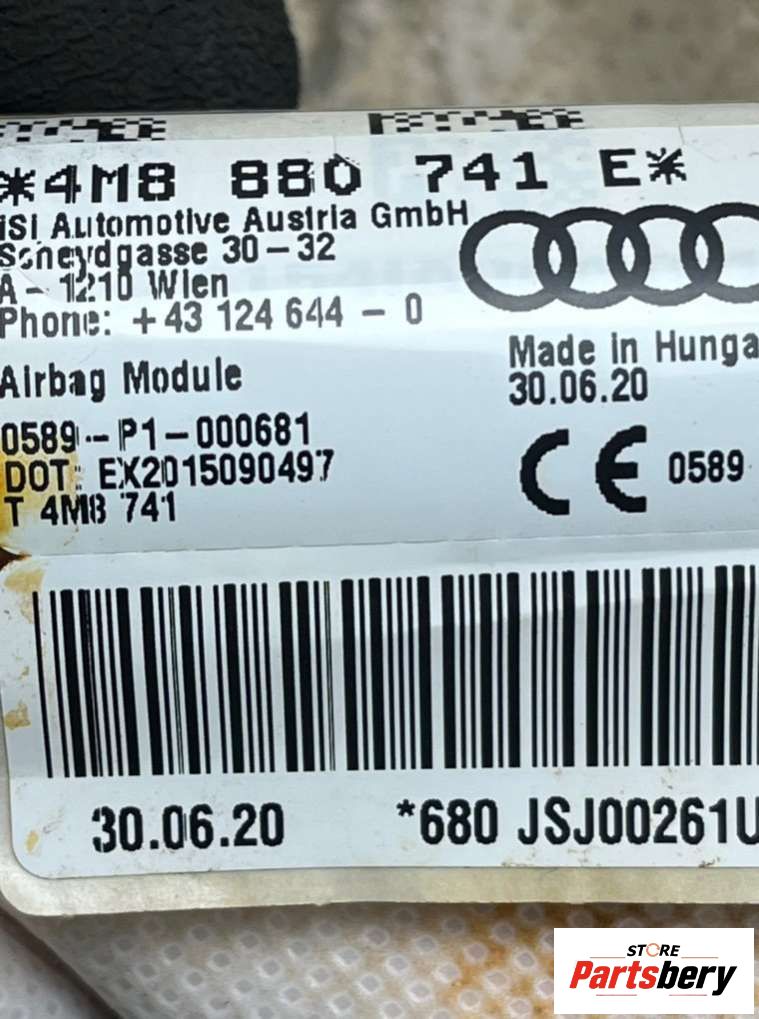 *4M8 880 741 E*
iSi Automotive Austria GmbH
Scheydgasse 30-32
A - 1210 Wien
Phone: +43 124 644 - 0
Airbag Module
Made in Hunga
30.06.20
0589 - P1-000681
DOT: EX2015090497
T 4M8 741
CE 0589
30.06.20 *680 JSJ00261U
STORE
Partsbery